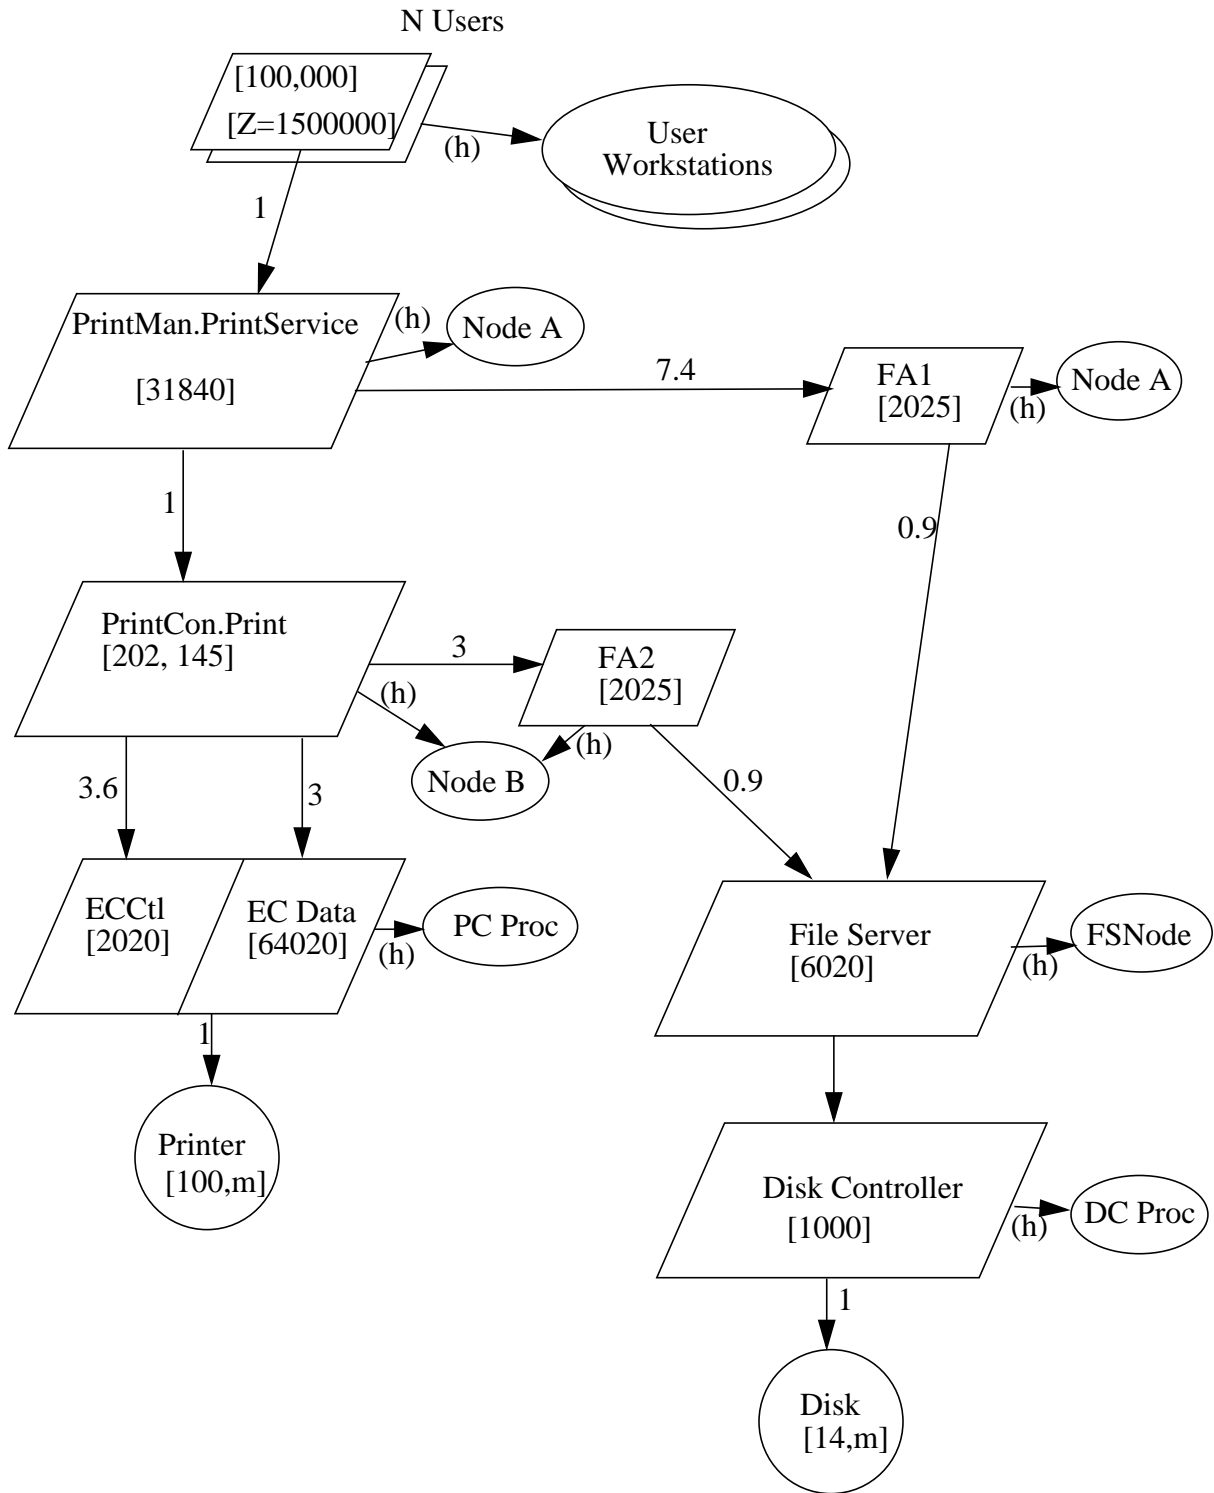 N Users
[100,000]
[Z=1500000]
(h)
User
Workstations
1
PrintMan.PrintService
[31840]
(h)
Node A
7.4
FA1
[2025]
(h)
Node A
1
0.9
PrintCon.Print
[202, 145]
3
(h)
FA2
[2025]
(h)
Node B
3.6
3
0.9
ECCtl
[2020]
EC Data
[64020]
(h)
PC Proc
File Server
[6020]
(h)
FSNode
1
Printer
[100,m]
Disk Controller
[1000]
(h)
DC Proc
1
Disk
[14,m]